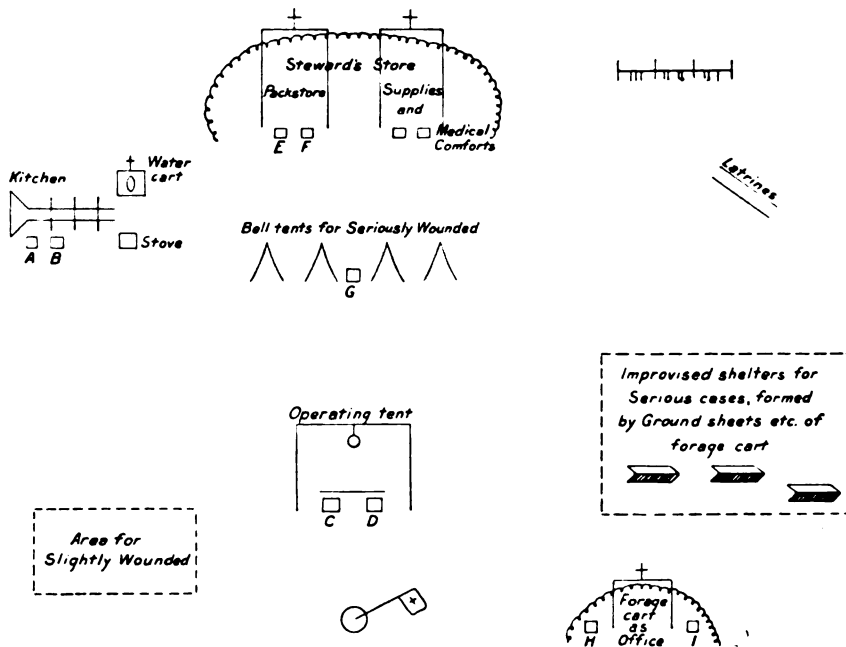 Steward's Store
Packstore
Supplies
and
Medical
Comforts
E F
Latrines
Kitchen
Water
cart
Stove
A B
Bell tents for Seriously Wounded
G
Improvised shelters for
Serious cases, formed
by Ground sheets etc. of
forage cart
Operating tent
C D
Area for
Slightly Wounded
Forage
cart
as
Office
H I